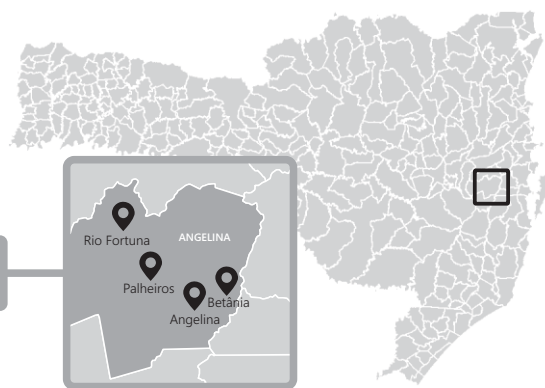 Rio Fortuna
ANGELINA
Palheiros
Betânia
Angelina